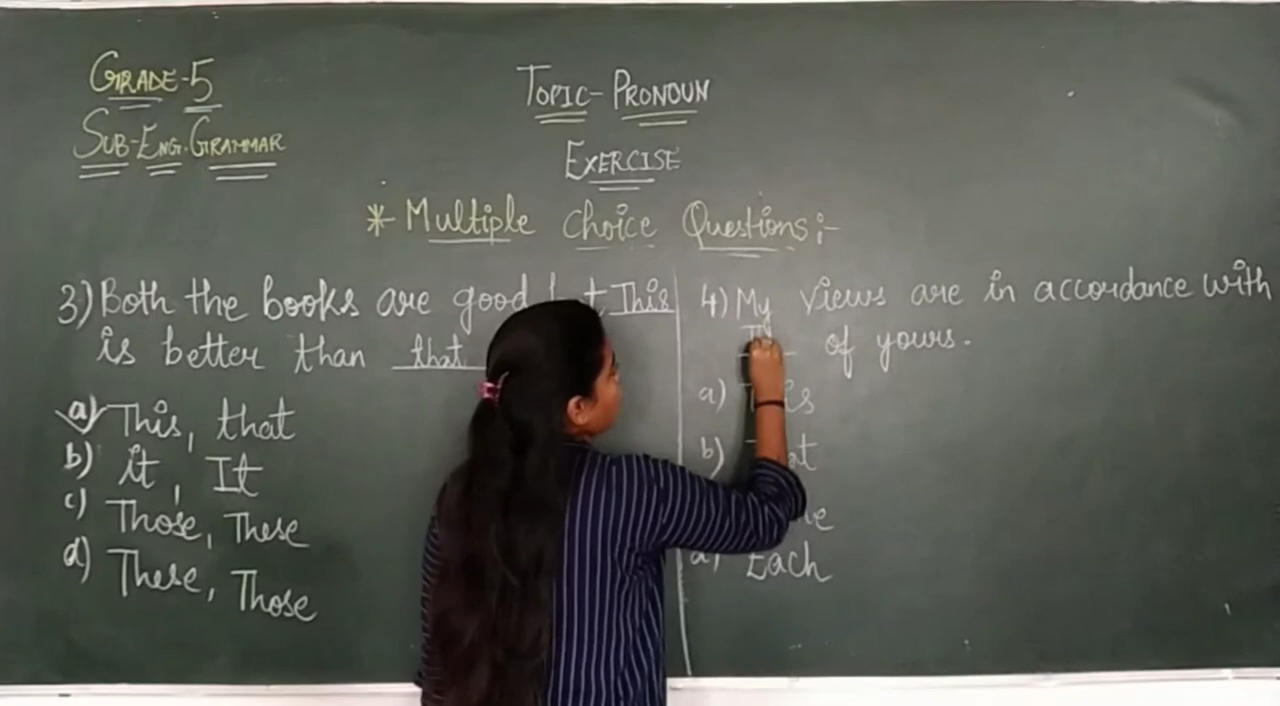 GRADE-5
SUB-ENG. GRAMMAR
TOPIC- PRONOUN
EXERCISE
* Multiple Choice Questions:-
3) Both the books are good This
is better than that
a) This, that
b) it, It
c) Those, These
d) These, Those
4) My views are in accordance with
of yours.
a)
b)
d) Each